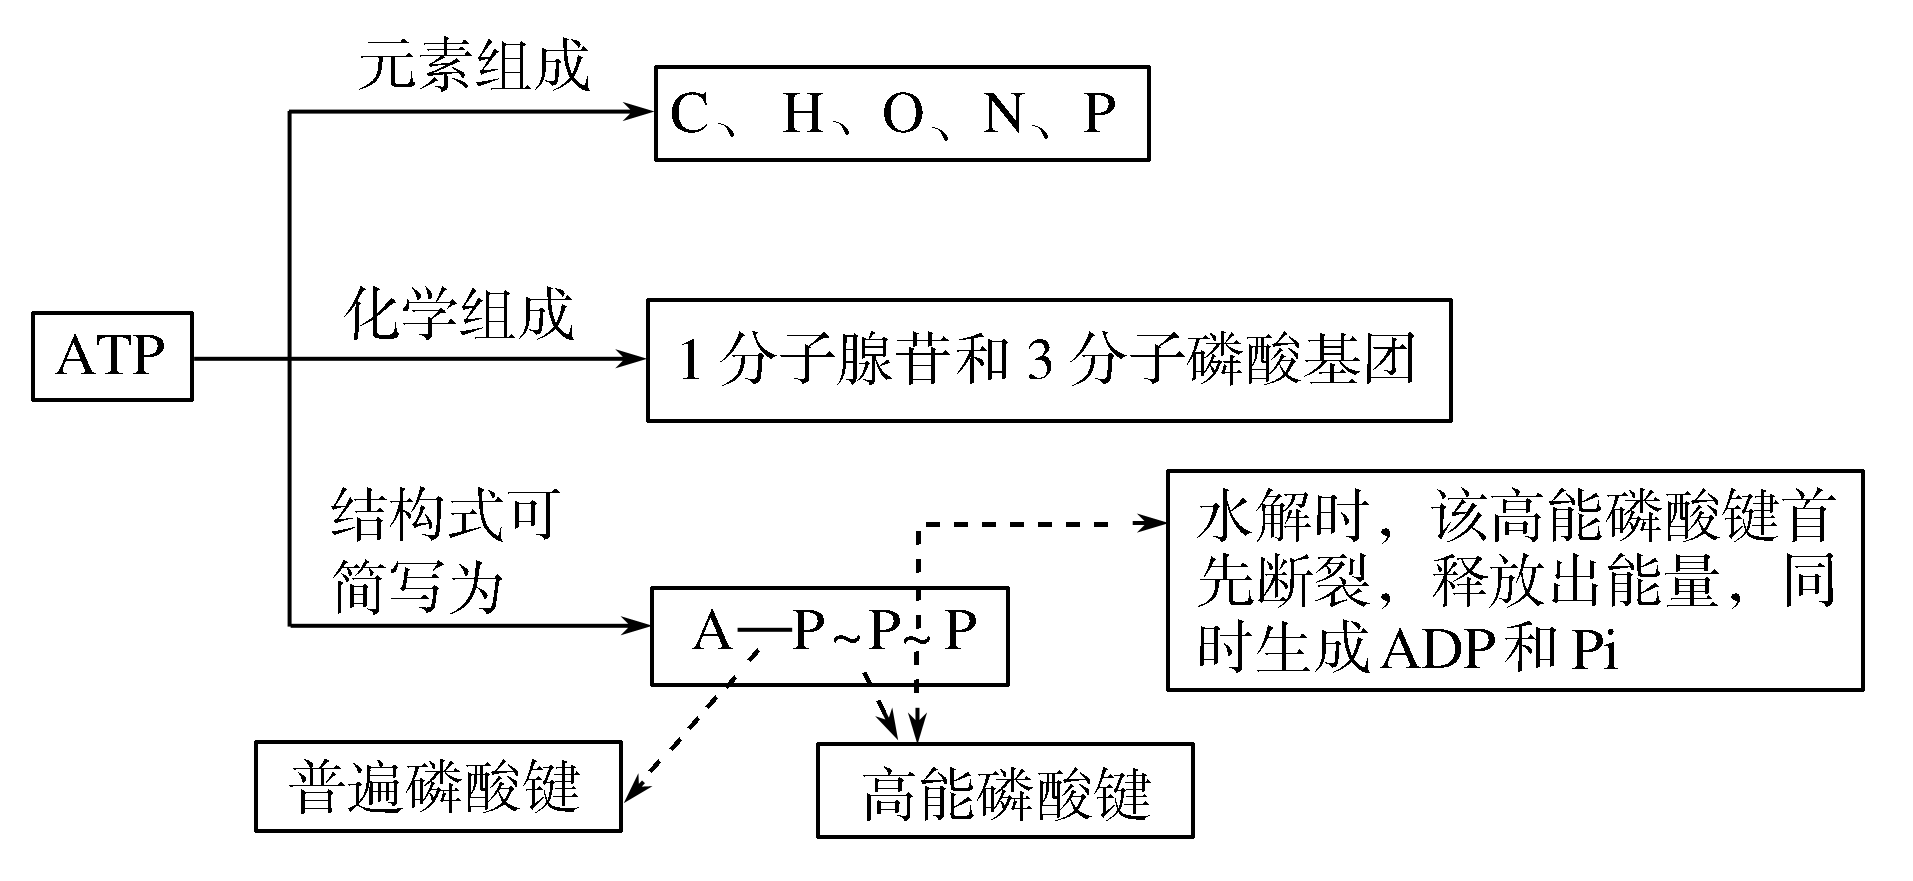 元素组成
C、H、O、N、P
ATP
化学组成
1分子腺苷和3分子磷酸基团
结构式可
简写为
A—P~P~P
水解时，该高能磷酸键首
先断裂，释放出能量，同
时生成ADP和Pi
普遍磷酸键
高能磷酸键